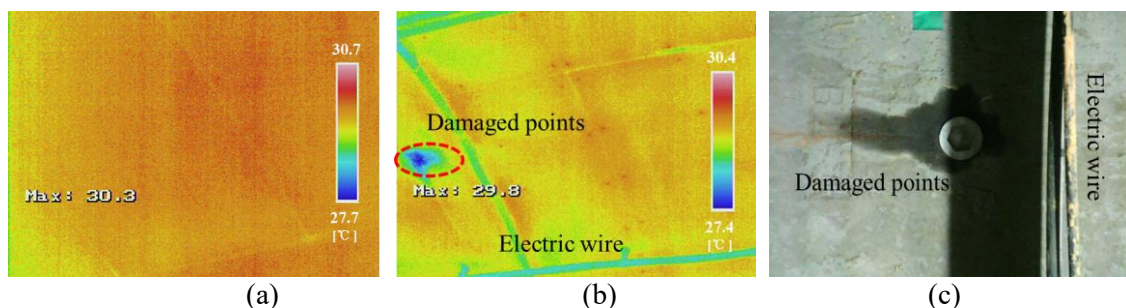 30.7
Max: 30.3
27.7
[℃]
(a)
30.4
Damaged points
Max: 29.8
27.4
Electric wire
[℃]
(b)
Electric wire
Damaged points
(c)